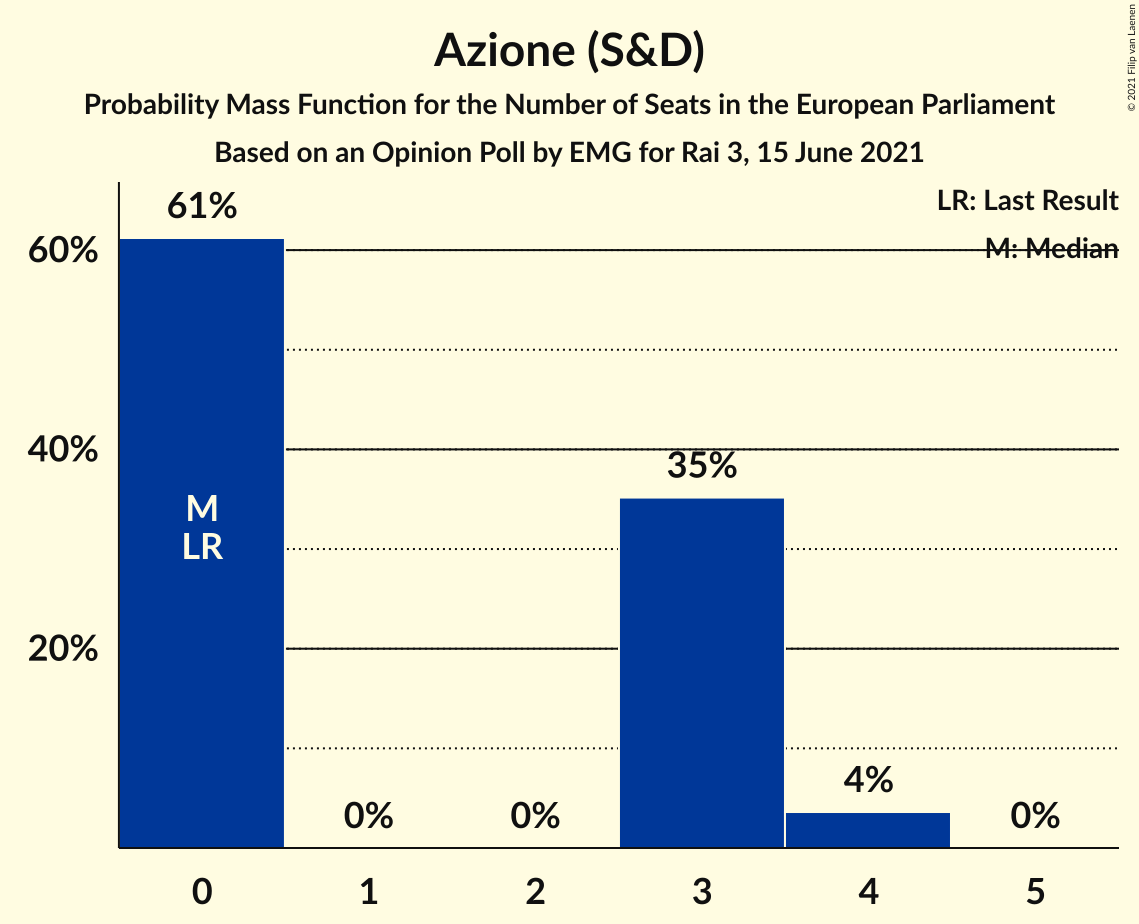 Azione (S&D)
Probability Mass Function for the Number of Seats in the European Parliament
Based on an Opinion Poll by EMG for Rai 3, 15 June 2021
© 2021 Filip van Laenen
LR: Last Result
M: Median
61%
60%
40%
35%
M
LR
20%
4%
0%
0%
0%
0
1
2
3
4
5